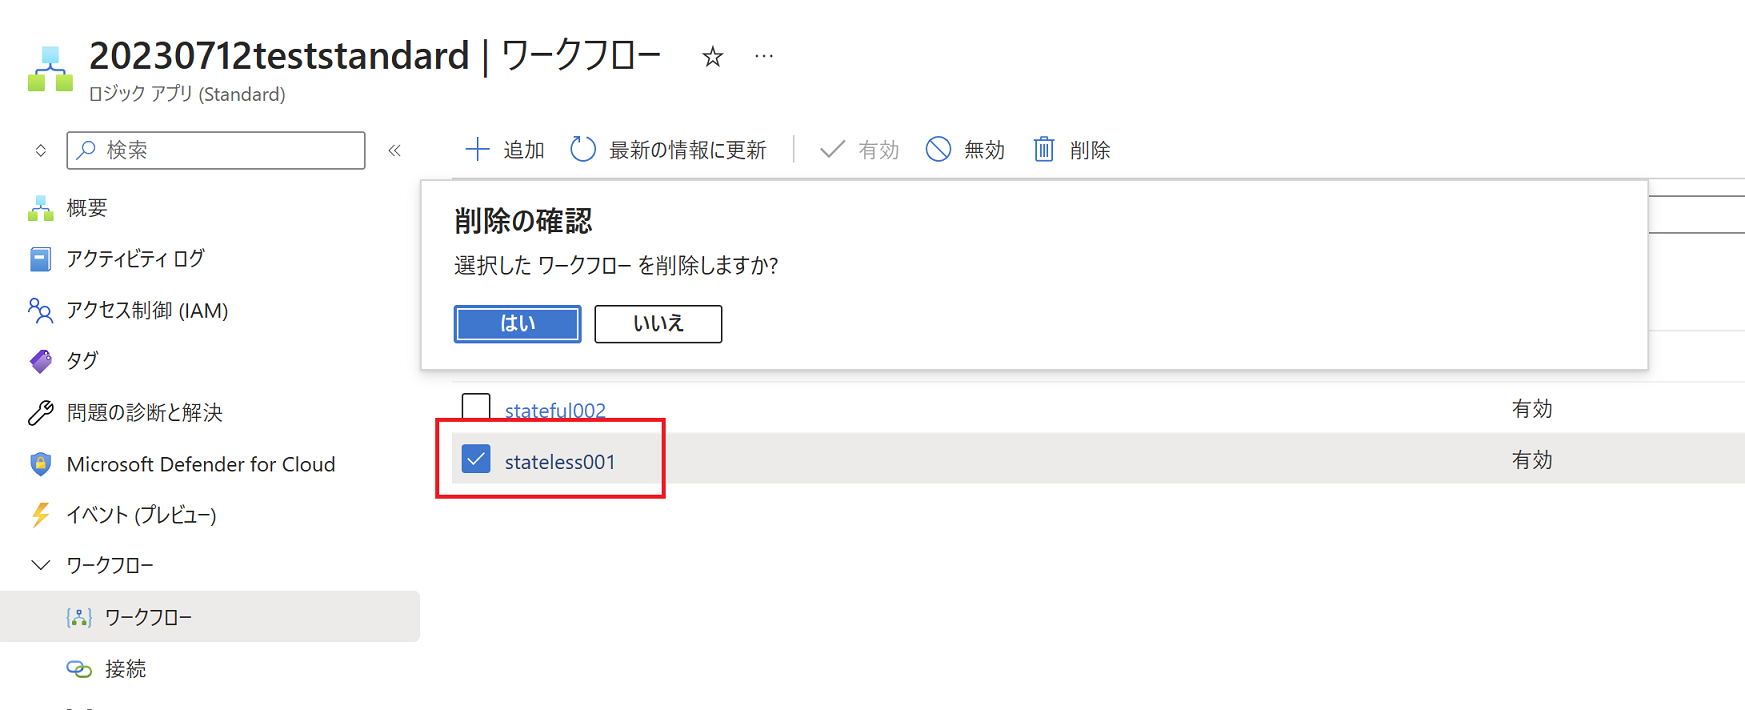 20230712teststandard | ワークフロー ☆ …
ロジック アプリ (Standard)
検索 «
追加 最新の情報に更新 有効 無効 削除
概要
アクティビティ ログ
アクセス制御 (IAM)
タグ
問題の診断と解決
Microsoft Defender for Cloud
イベント (プレビュー)
ワークフロー
ワークフロー
接続
削除の確認
選択した ワークフロー を削除しますか?
はい いいえ
stateful002 有効
stateless001 有効